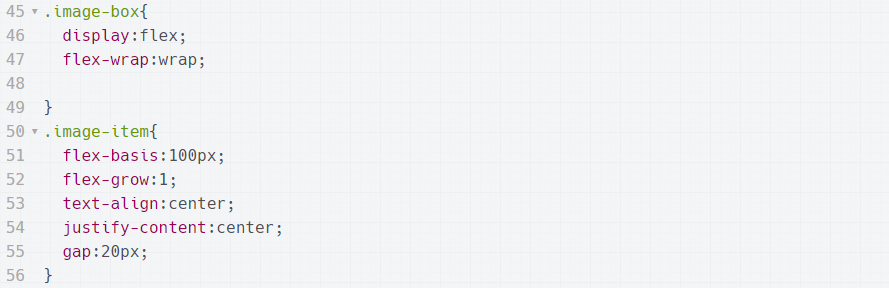 45 ▾ .image-box{
46 display:flex;
47 flex-wrap:wrap;
48
49 }
50 ▾ .image-item{
51 flex-basis:100px;
52 flex-grow:1;
53 text-align:center;
54 justify-content:center;
55 gap:20px;
56 }